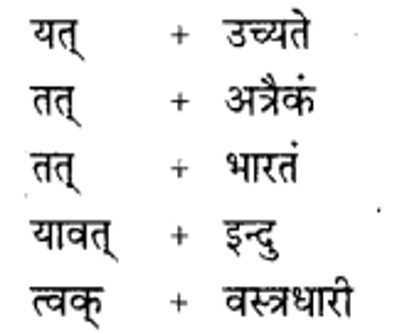 यत् + उच्यते
तत् + अत्रैकं
तत् + भारतं
यावत् + इन्दु
त्वक् + वस्त्रधारी